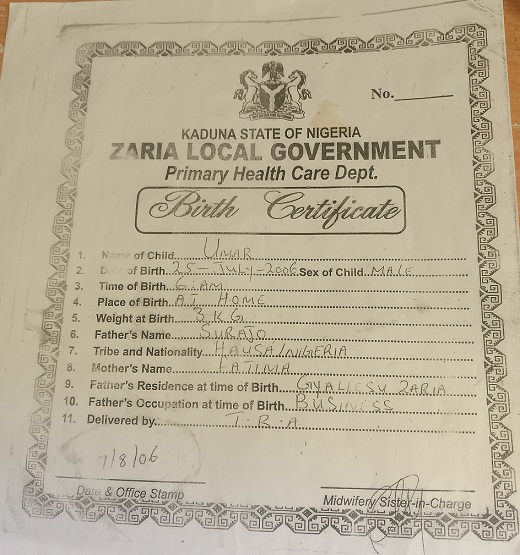 No.
KADUNA STATE OF NIGERIA
ZARIA LOCAL GOVERNMENT
Primary Health Care Dept.
Birth Certificate
1. Name of Child UMAR
2. Date of Birth 25-JULY-2006 Sex of Child MALE
3. Time of Birth 6:AM
4. Place of Birth AT HOME
5. Weight at Birth 3KG
6. Father's Name SURAJO
7. Tribe and Nationality HAUSA/NIGERIA
8. Mother's Name FATIMA
9. Father's Residence at time of Birth GYALLESU ZARIA
10. Father's Occupation at time of Birth BUSINESS
11. Delivered by T.B.A
7/8/06
Date & Office Stamp
Midwifery Sister-in-Charge